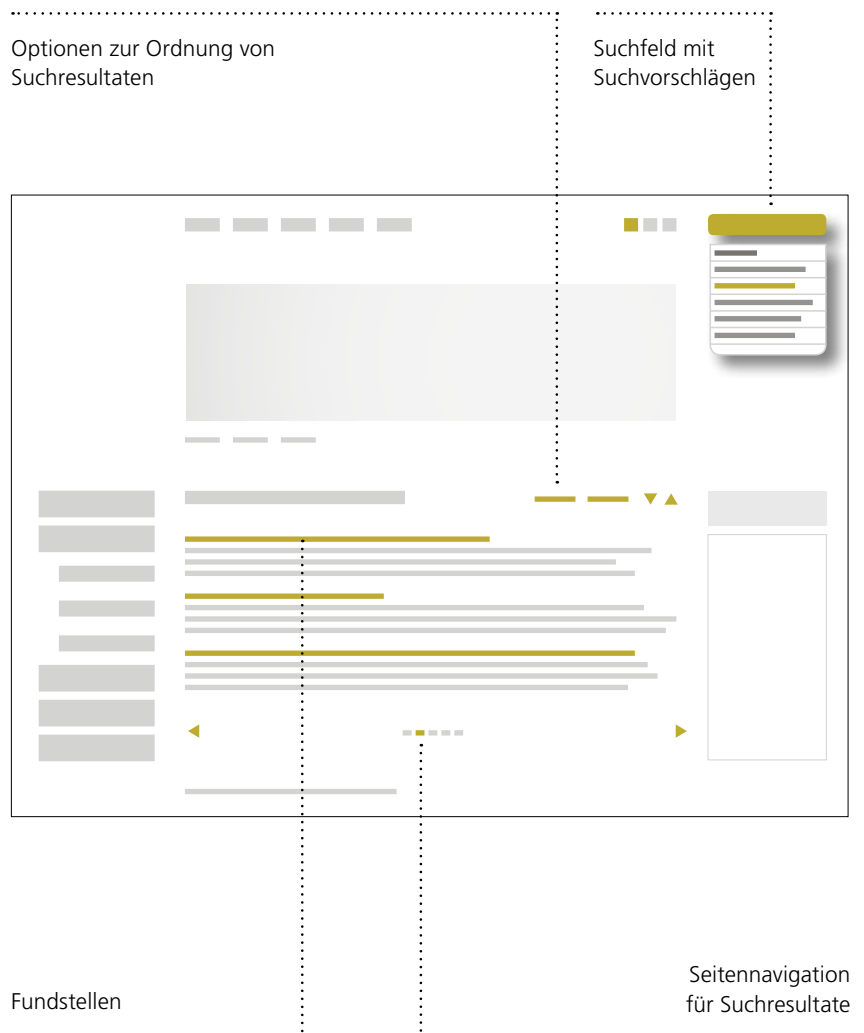 Optionen zur Ordnung von
Suchresultaten
Suchfeld mit
Suchvorschlägen
Fundstellen
Seitennavigation
für Suchresultate